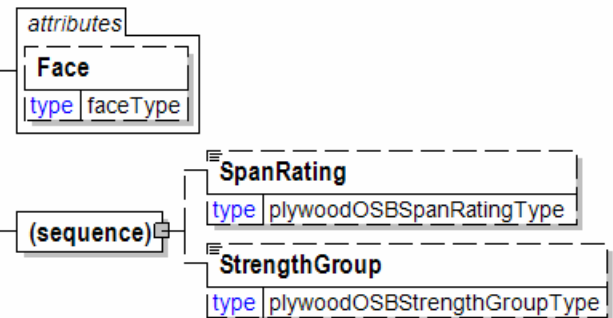 attributes
Face
type faceType
SpanRating
type plywoodOSBSpanRatingType
(sequence)
StrengthGroup
type plywoodOSBStrengthGroupType